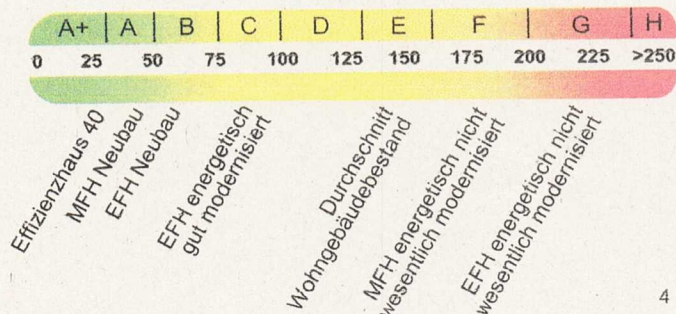 A+ A B C D E F G H
0 25 50 75 100 125 150 175 200 225 >250
Effizienzhaus 40
MFH Neubau
EFH Neubau
EFH energetisch
gut modernisiert
Durchschnitt
Wohngebäudebestand
MFH energetisch nicht
wesentlich modernisiert
EFH energetisch nicht
wesentlich modernisiert
4